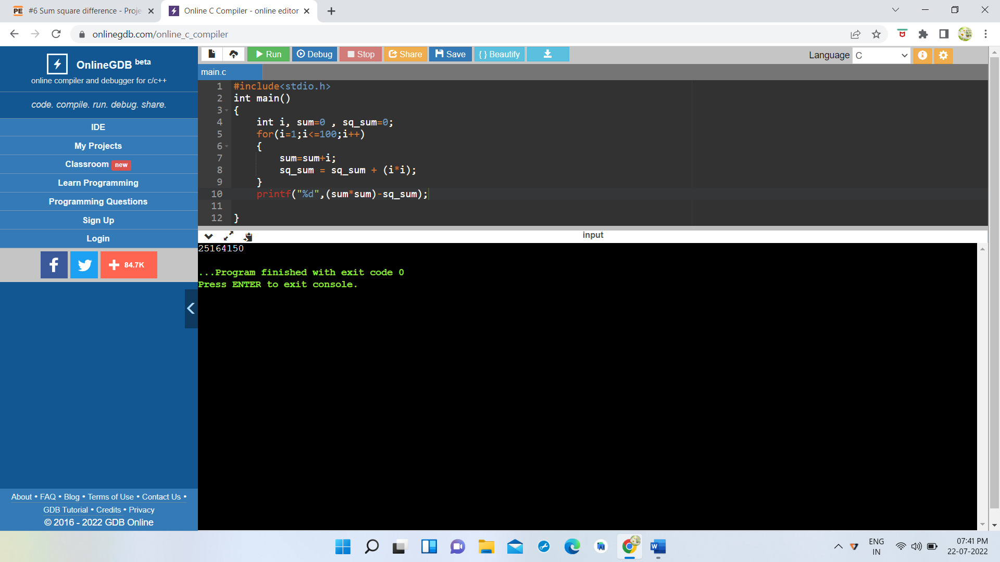 #6 Sum square difference - Proje
Online C Compiler - online editor
onlinegdb.com/online_c_compiler
OnlineGDB beta
online compiler and debugger for c/c++
code. compile. run. debug. share.
IDE
My Projects
Classroom new
Learn Programming
Programming Questions
Sign Up
Login
84.7K
About • FAQ • Blog • Terms of Use • Contact Us •
GDB Tutorial • Credits • Privacy
© 2016 - 2022 GDB Online
Run Debug Stop Share Save { } Beautify
Language C
main.c
1 #include<stdio.h>
2 int main()
3 {
4 int i, sum=0 , sq_sum=0;
5 for(i=1;i<=100;i++)
6 {
7 sum=sum+i;
8 sq_sum = sq_sum + (i*i);
9 }
10 printf("%d",(sum*sum)-sq_sum);
11
12 }
input
25164150
...Program finished with exit code 0
Press ENTER to exit console.
ENG
IN
07:41 PM
22-07-2022